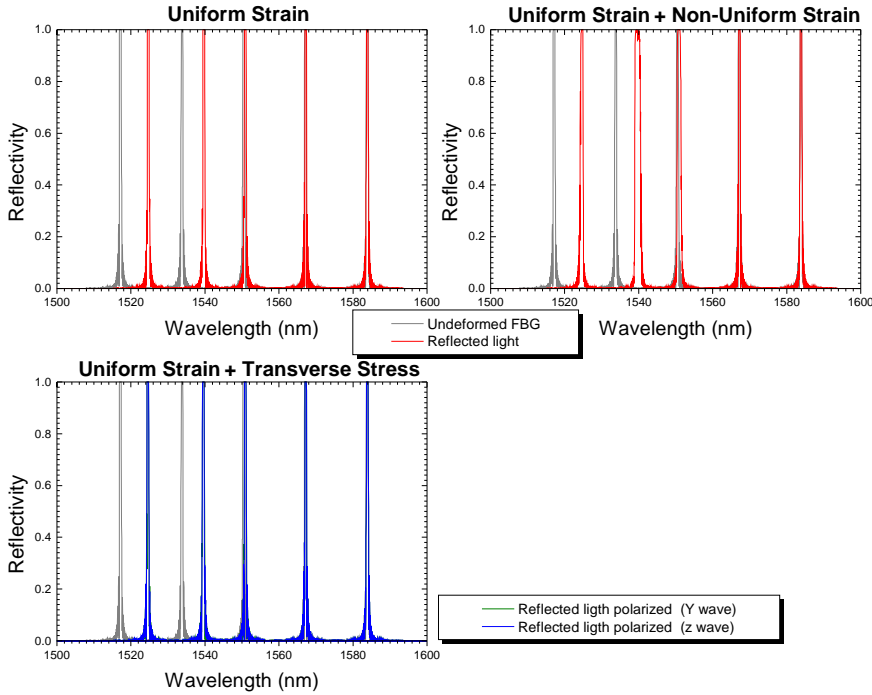 Uniform Strain
Uniform Strain + Non-Uniform Strain
1.0
0.8
0.6
0.4
0.2
0.0
Reflectivity
1500 1520 1540 1560 1580 1600
Wavelength (nm)
1.0
0.8
0.6
0.4
0.2
0.0
Reflectivity
1500 1520 1540 1560 1580 1600
Wavelength (nm)
Undeformed FBG
Reflected light
Uniform Strain + Transverse Stress
1.0
0.8
0.6
0.4
0.2
0.0
Reflectivity
1500 1520 1540 1560 1580 1600
Wavelength (nm)
Reflected ligth polarized (Y wave)
Reflected ligth polarized (z wave)